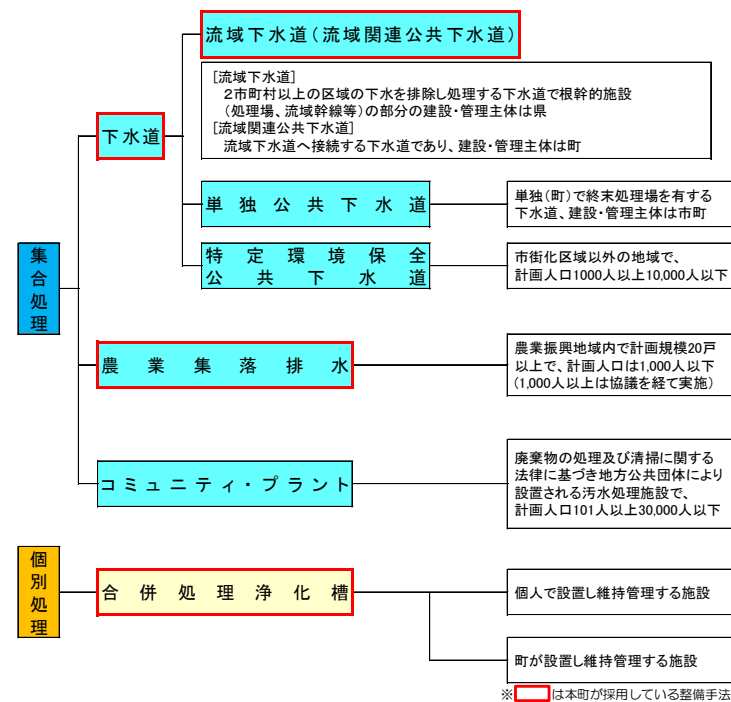 流域下水道(流域関連公共下水道)
[流域下水道]
2市町村以上の区域の下水を排除し処理する下水道で根幹的施設
(処理場、流域幹線等)の部分の建設・管理主体は県
[流域関連公共下水道]
流域下水道へ接続する下水道であり、建設・管理主体は町
下水道
単独公共下水道
単独(町)で終末処理場を有する
下水道、建設・管理主体は市町
特定環境保全
公共下水道
市街化区域以外の地域で、
計画人口1000人以上10,000人以下
集合処理
農業集落排水
農業振興地域内で計画規模20戸
以上で、計画人口は1,000人以下
(1,000人以上は協議を経て実施)
コミュニティ・プラント
廃棄物の処理及び清掃に関する
法律に基づき地方公共団体により
設置される汚水処理施設で、
計画人口101人以上30,000人以下
個別処理
合併処理浄化槽
個人で設置し維持管理する施設
町が設置し維持管理する施設
※は本町が採用している整備手法